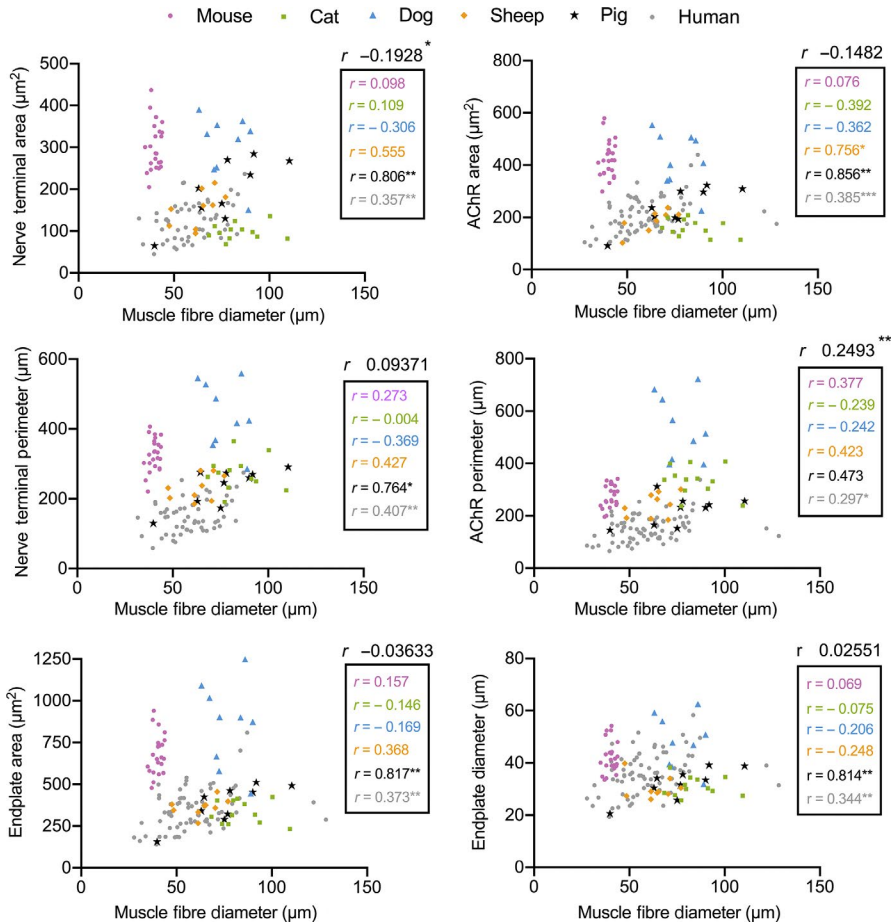 Mouse Cat Dog Sheep Pig Human
r −0.1928*
r = 0.098
r = 0.109
r = − 0.306
r = 0.555
r = 0.806**
r = 0.357**
500
400
300
200
100
0
0 50 100 150
Nerve terminal area (µm²)
Muscle fibre diameter (µm)
r −0.1482
r = 0.076
r = −0.392
r = −0.362
r = 0.756*
r = 0.856**
r = 0.385***
800
600
400
200
0
0 50 100 150
AChR area (µm²)
Muscle fibre diameter (µm)
r 0.09371
r = 0.273
r = −0.004
r = −0.369
r = 0.427
r = 0.764*
r = 0.407**
600
400
200
0
0 50 100 150
Nerve terminal perimeter (µm)
Muscle fibre diameter (µm)
r 0.2493**
r = 0.377
r = −0.239
r = −0.242
r = 0.423
r = 0.473
r = 0.297*
800
600
400
200
0
0 50 100 150
AChR perimeter (µm)
Muscle fibre diameter (µm)
r −0.03633
r = 0.157
r = −0.146
r = −0.169
r = 0.368
r = 0.817**
r = 0.373**
1250
1000
750
500
250
0
0 50 100 150
Endplate area (µm²)
Muscle fibre diameter (µm)
r 0.02551
r = 0.069
r = −0.075
r = −0.206
r = −0.248
r = 0.814**
r = 0.344**
80
60
40
20
0
0 50 100 150
Endplate diameter (µm)
Muscle fibre diameter (µm)